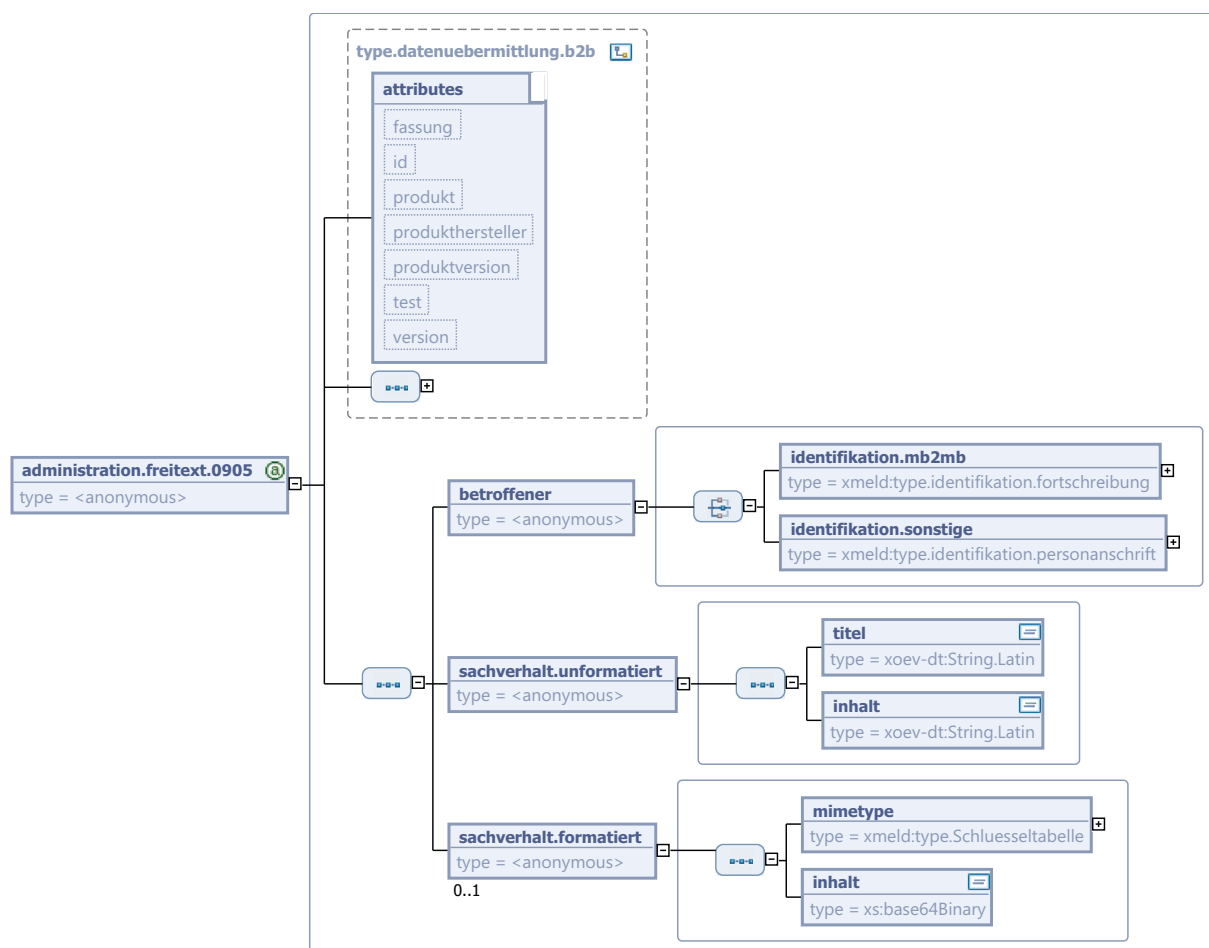 type.datenuebermittlung.b2b
attributes
fassung
id
produkt
produkthersteller
produktversion
test
version
administration.freitext.0905 a
type = <anonymous>
betroffener
type = <anonymous>
identifikation.mb2mb
type = xmeld:type.identifikation.fortschreibung
identifikation.sonstige
type = xmeld:type.identifikation.personanschrift
sachverhalt.unformatiert
type = <anonymous>
titel
type = xoev-dt:String.Latin
inhalt
type = xoev-dt:String.Latin
sachverhalt.formatiert
type = <anonymous>
0..1
mimetype
type = xmeld:type.Schluesseltabelle
inhalt
type = xs:base64Binary